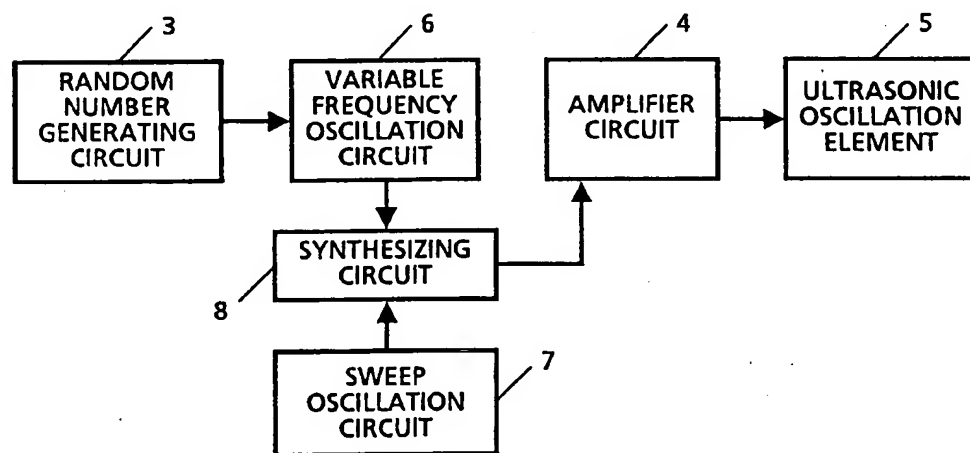 3
RANDOM
NUMBER
GENERATING
CIRCUIT
6
VARIABLE
FREQUENCY
OSCILLATION
CIRCUIT
4
AMPLIFIER
CIRCUIT
5
ULTRASONIC
OSCILLATION
ELEMENT
SYNTHESIZING
CIRCUIT
8
7
SWEEP
OSCILLATION
CIRCUIT